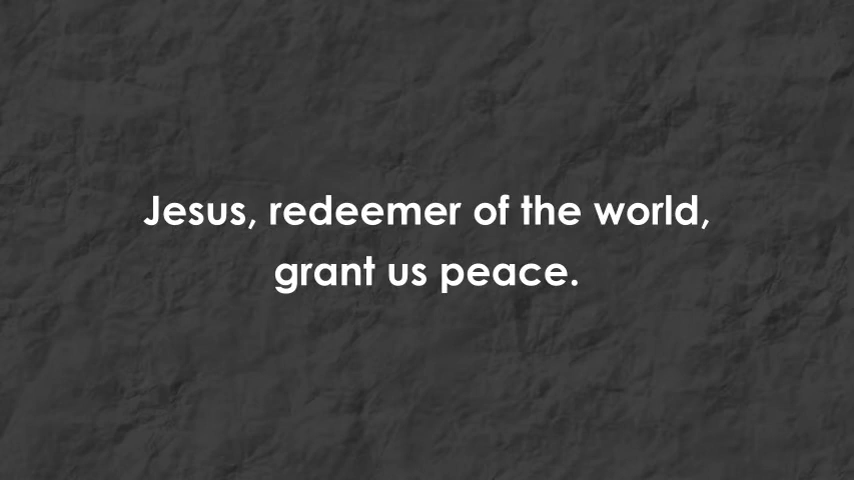 Jesus, redeemer of the world,
grant us peace.